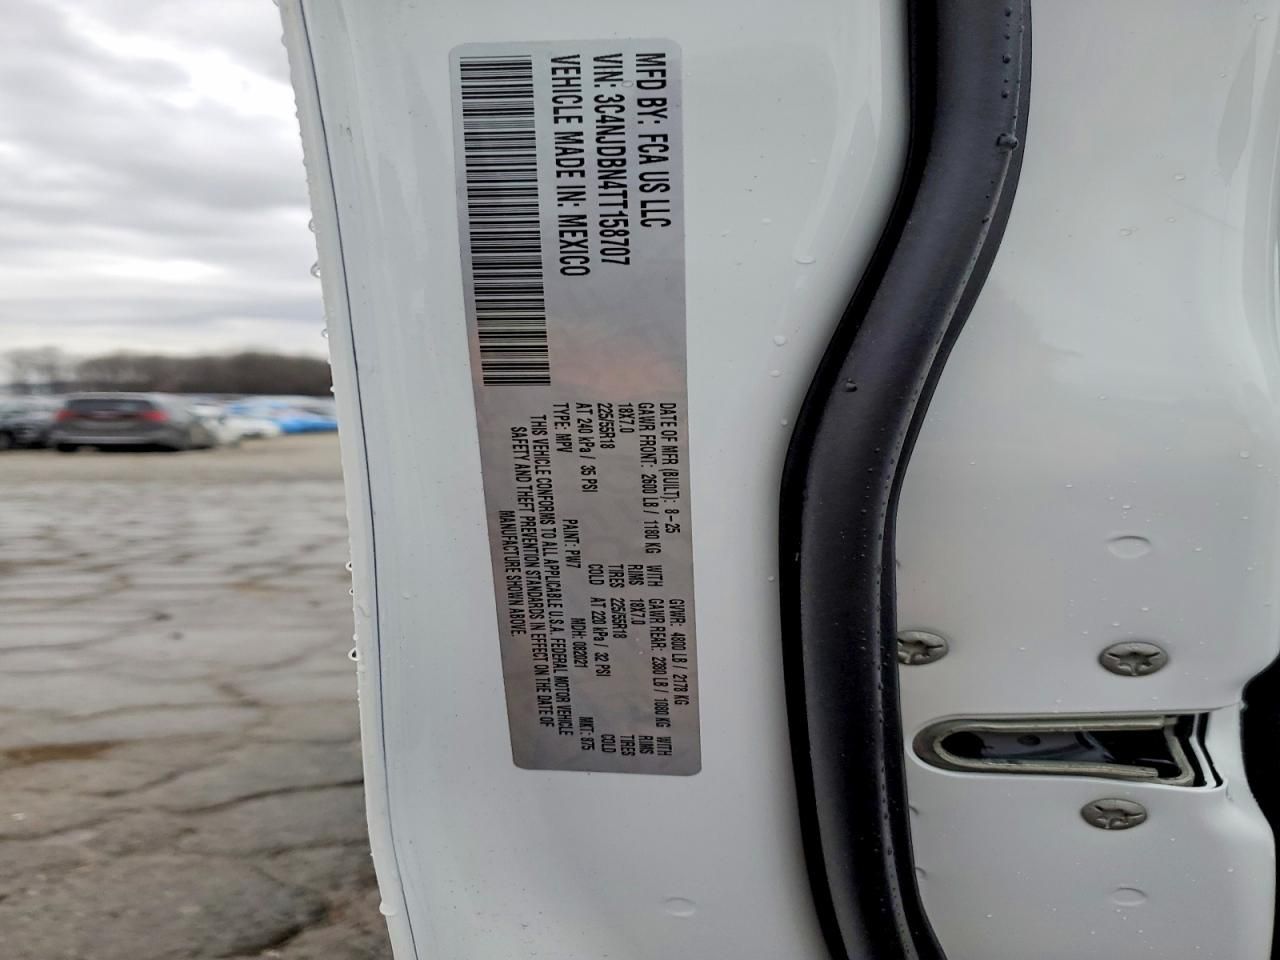 MFD BY: FCA US LLC
VIN: 3C4NJDBN4TT158707
VEHICLE MADE IN: MEXICO
DATE OF MFR (BUILT): 8-25 GVWR: 4800 LB / 2178 KG
GAWR FRONT: 2600 LB / 1180 KG WITH GAWR REAR: 2380 LB / 1080 KG WITH
18X7.0 RIMS 18X7.0 RIMS
225/55R18 TIRES 225/55R18 TIRES
AT 240 kPa / 35 PSI COLD AT 220 kPa / 32 PSI COLD
TYPE: MPV PAINT: PW7 MDH: 082021 MKT: 875
THIS VEHICLE CONFORMS TO ALL APPLICABLE U.S.A. FEDERAL MOTOR VEHICLE
SAFETY AND THEFT PREVENTION STANDARDS IN EFFECT ON THE DATE OF
MANUFACTURE SHOWN ABOVE.